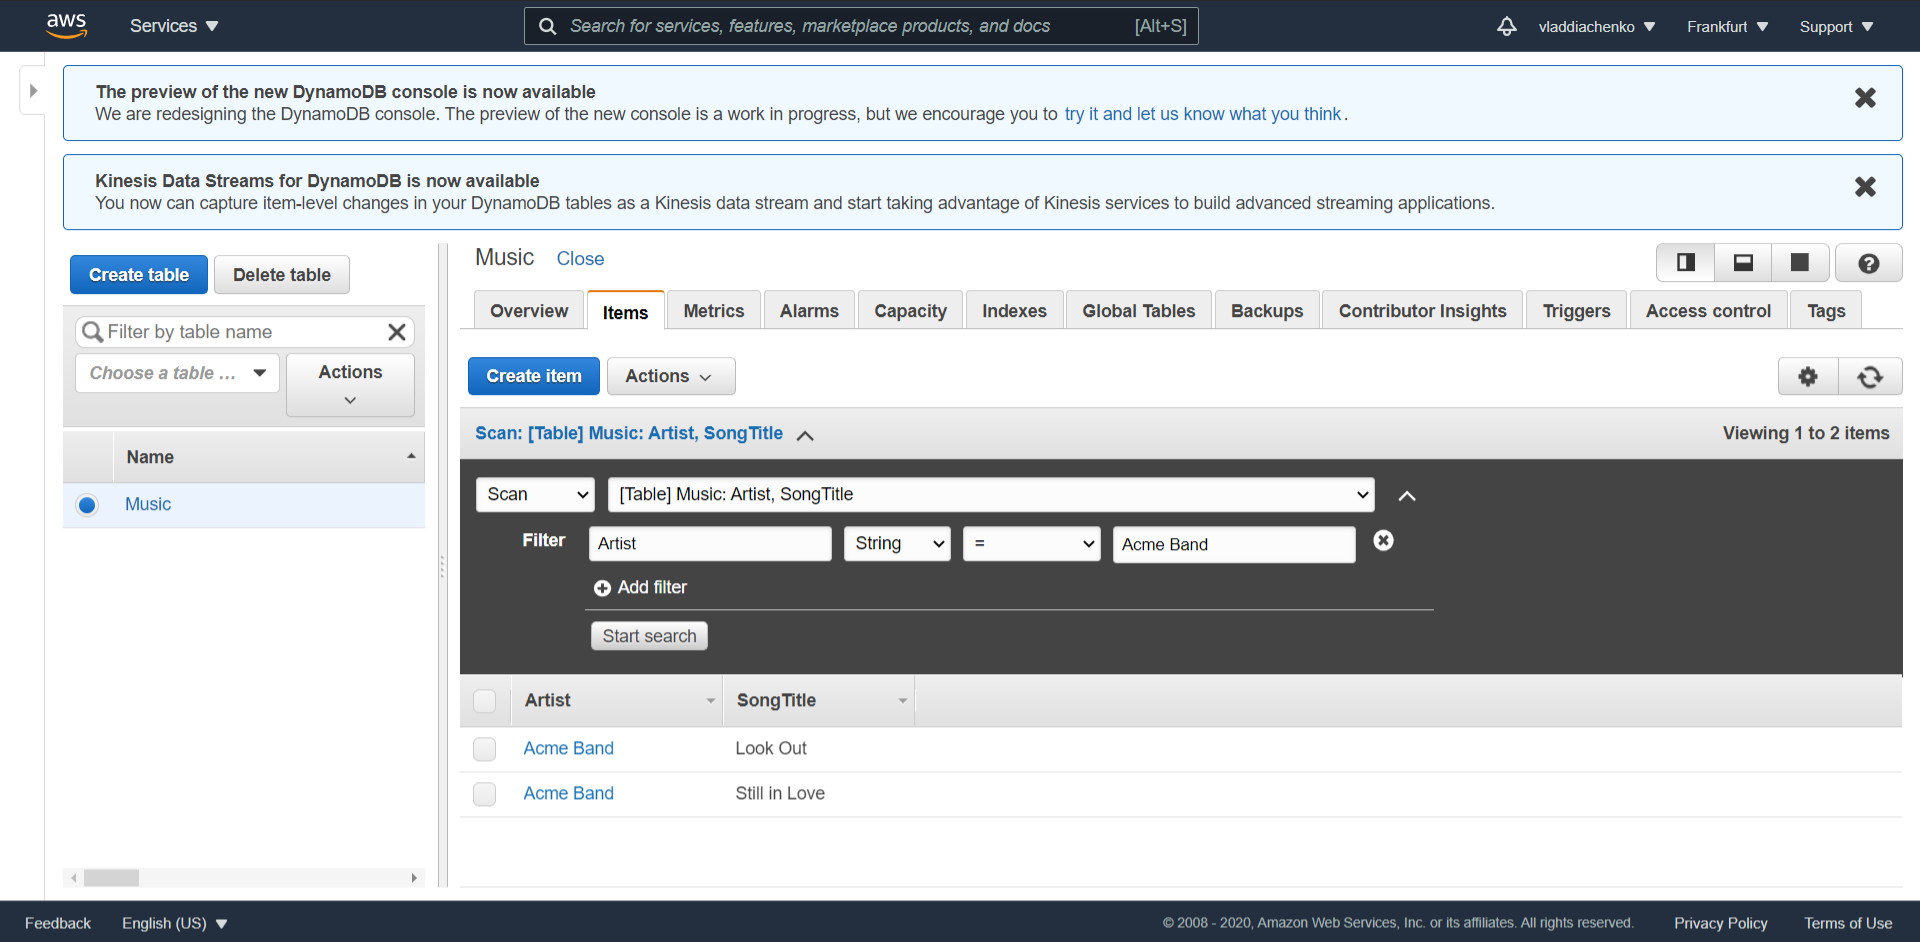 aws
Services
Search for services, features, marketplace products, and docs [Alt+S]
vladdiachenko
Frankfurt
Support
The preview of the new DynamoDB console is now available
We are redesigning the DynamoDB console. The preview of the new console is a work in progress, but we encourage you to try it and let us know what you think.
Kinesis Data Streams for DynamoDB is now available
You now can capture item-level changes in your DynamoDB tables as a Kinesis data stream and start taking advantage of Kinesis services to build advanced streaming applications.
Create table
Delete table
Filter by table name
Choose a table ...
Actions
Name
Music
Music Close
Overview Items Metrics Alarms Capacity Indexes Global Tables Backups Contributor Insights Triggers Access control Tags
Create item
Actions
Scan: [Table] Music: Artist, SongTitle
Viewing 1 to 2 items
Scan [Table] Music: Artist, SongTitle
Filter Artist String = Acme Band
Add filter
Start search
Artist SongTitle
Acme Band Look Out
Acme Band Still in Love
Feedback English (US)
© 2008 - 2020, Amazon Web Services, Inc. or its affiliates. All rights reserved. Privacy Policy Terms of Use